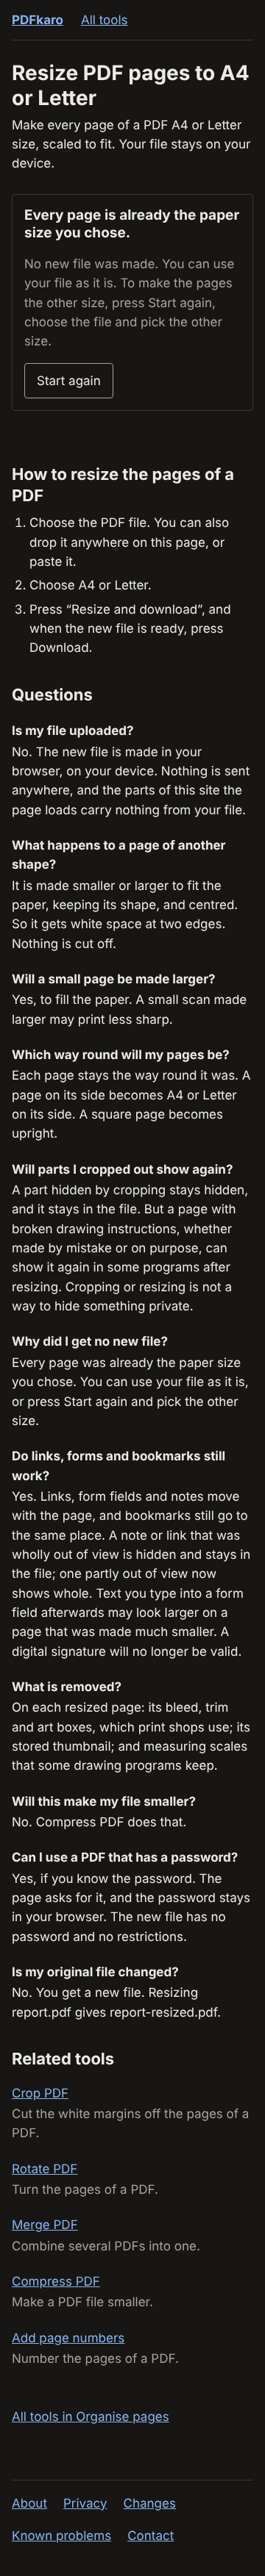 PDFkaro All tools
Resize PDF pages to A4
or Letter
Make every page of a PDF A4 or Letter
size, scaled to fit. Your file stays on your
device.
Every page is already the paper
size you chose.
No new file was made. You can use
your file as it is. To make the pages
the other size, press Start again,
choose the file and pick the other
size.
Start again
How to resize the pages of a
PDF
1. Choose the PDF file. You can also
drop it anywhere on this page, or
paste it.
2. Choose A4 or Letter.
3. Press “Resize and download”, and
when the new file is ready, press
Download.
Questions
Is my file uploaded?
No. The new file is made in your
browser, on your device. Nothing is sent
anywhere, and the parts of this site the
page loads carry nothing from your file.
What happens to a page of another
shape?
It is made smaller or larger to fit the
paper, keeping its shape, and centred.
So it gets white space at two edges.
Nothing is cut off.
Will a small page be made larger?
Yes, to fill the paper. A small scan made
larger may print less sharp.
Which way round will my pages be?
Each page stays the way round it was. A
page on its side becomes A4 or Letter
on its side. A square page becomes
upright.
Will parts I cropped out show again?
A part hidden by cropping stays hidden,
and it stays in the file. But a page with
broken drawing instructions, whether
made by mistake or on purpose, can
show it again in some programs after
resizing. Cropping or resizing is not a
way to hide something private.
Why did I get no new file?
Every page was already the paper size
you chose. You can use your file as it is,
or press Start again and pick the other
size.
Do links, forms and bookmarks still
work?
Yes. Links, form fields and notes move
with the page, and bookmarks still go to
the same place. A note or link that was
wholly out of view is hidden and stays in
the file; one partly out of view now
shows whole. Text you type into a form
field afterwards may look larger on a
page that was made much smaller. A
digital signature will no longer be valid.
What is removed?
On each resized page: its bleed, trim
and art boxes, which print shops use; its
stored thumbnail; and measuring scales
that some drawing programs keep.
Will this make my file smaller?
No. Compress PDF does that.
Can I use a PDF that has a password?
Yes, if you know the password. The
page asks for it, and the password stays
in your browser. The new file has no
password and no restrictions.
Is my original file changed?
No. You get a new file. Resizing
report.pdf gives report-resized.pdf.
Related tools
Crop PDF
Cut the white margins off the pages of a
PDF.
Rotate PDF
Turn the pages of a PDF.
Merge PDF
Combine several PDFs into one.
Compress PDF
Make a PDF file smaller.
Add page numbers
Number the pages of a PDF.
All tools in Organise pages
About Privacy Changes
Known problems Contact